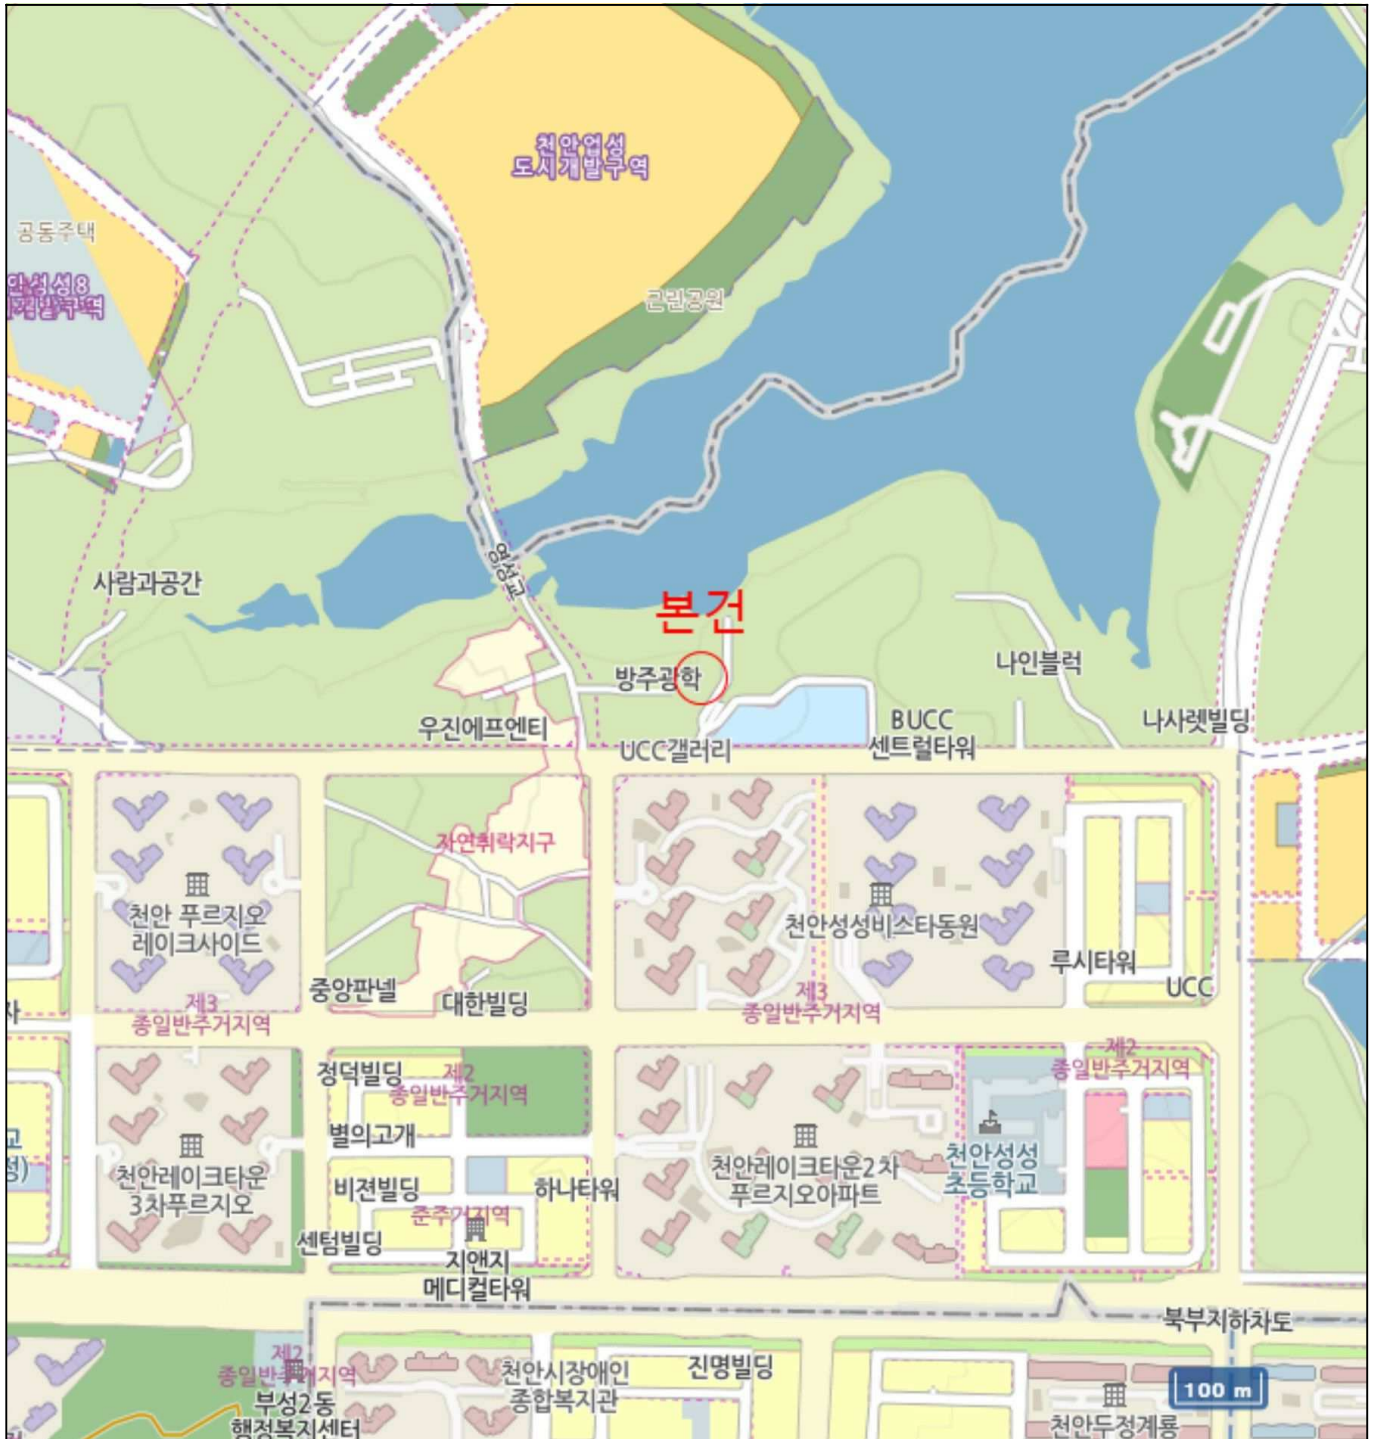 천안업성
도시개발구역
공동주택
안성성8
근린공원
업성교
사람과공간
본건
방주광학
나인블럭
우진에프엔티
UCC갤러리
BUCC
센트럴타워
나사렛빌딩
자연취락지구
천안 푸르지오
레이크사이드
천안성성비스타동원
중앙판넬
대한빌딩
루시타워
UCC
제3
종일반주거지역
제3
종일반주거지역
정덕빌딩
제2
종일반주거지역
제2
종일반주거지역
별의고개
천안레이크타운
3차푸르지오
비젼빌딩
하나타워
천안레이크타운2차
푸르지오아파트
천안성성
초등학교
준주거지역
센텀빌딩
지앤지
메디컬타워
북부지하차도
제2
종일반주거지역
부성2동
행정복지센터
천안시장애인
종합복지관
진명빌딩
100 m
천안두정계룡